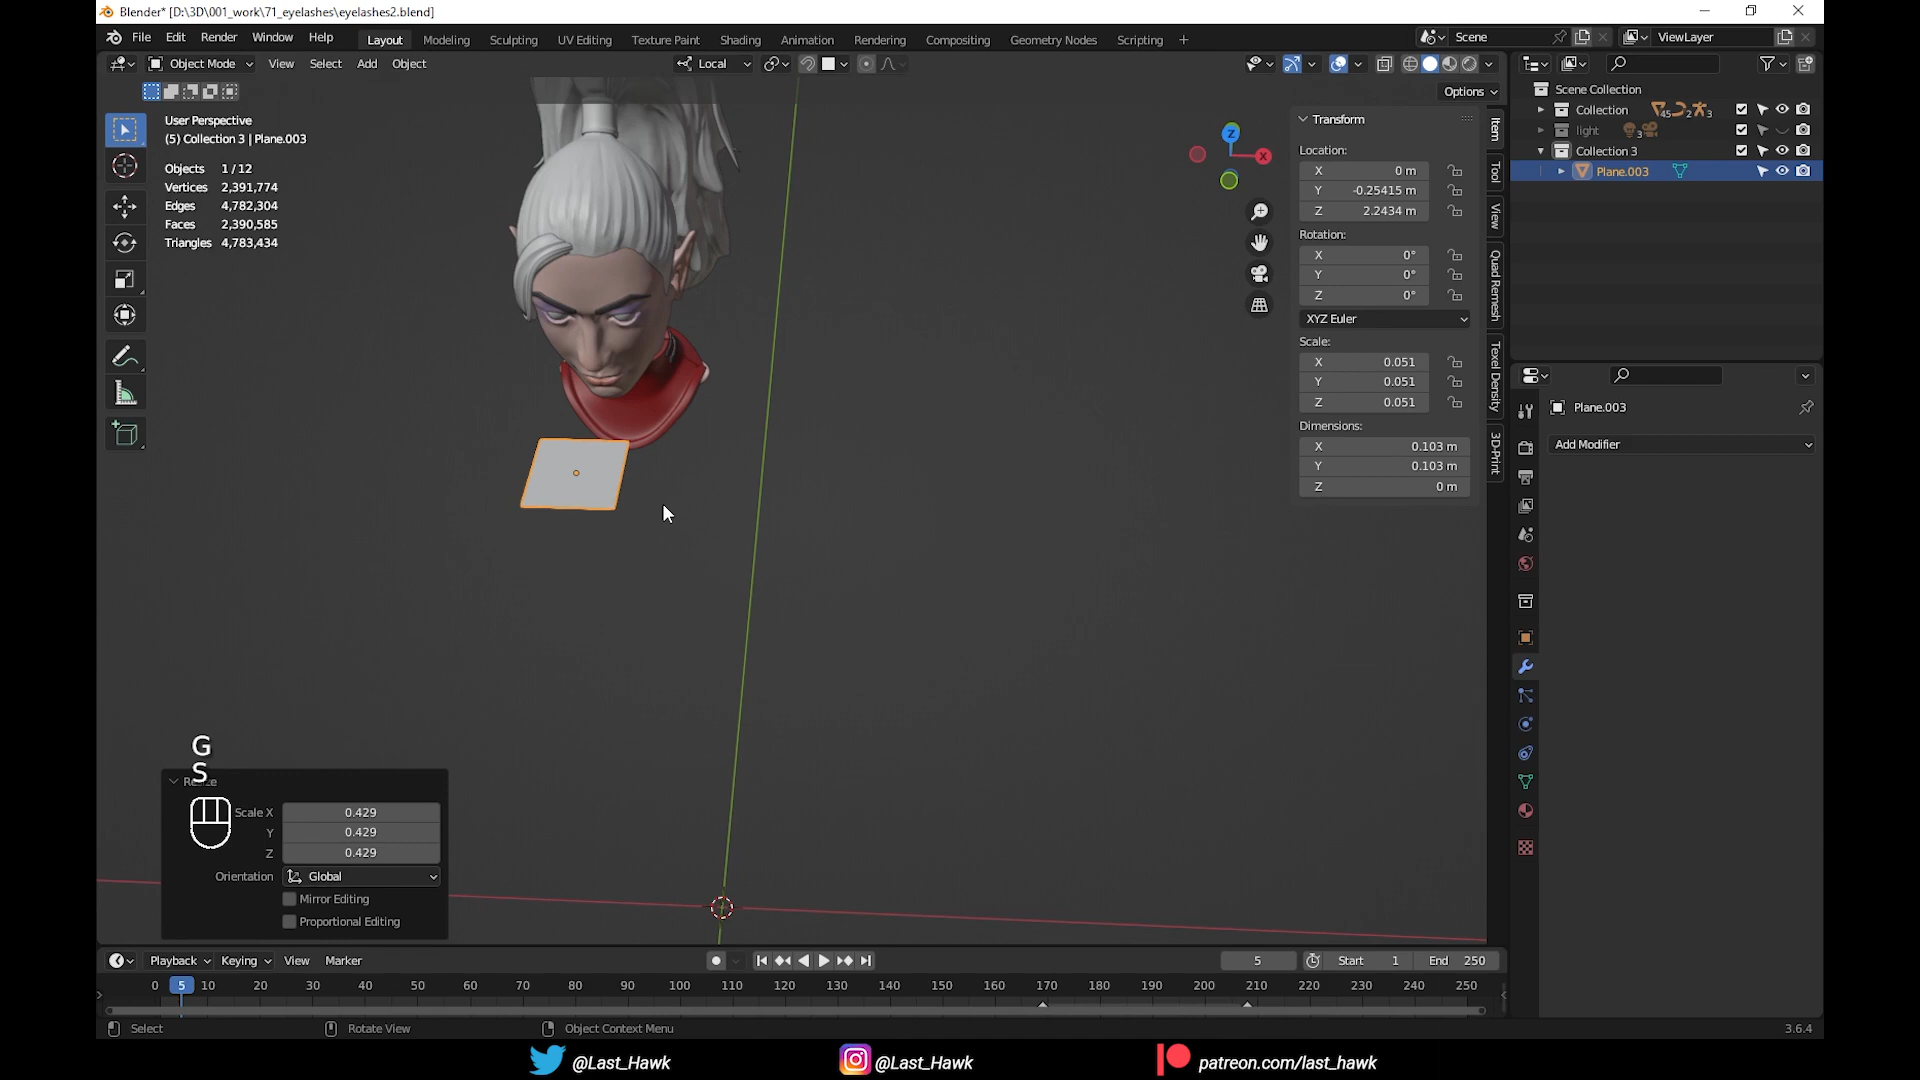 Blender* [D:\3D\001_work\71_eyelashes\eyelashes2.blend]
File Edit Render Window Help Layout Modeling Sculpting UV Editing Texture Paint Shading Animation Rendering Compositing Geometry Nodes Scripting + Scene ViewLayer
Object Mode View Select Add Object Local
Options
User Perspective
(5) Collection 3 | Plane.003
Objects 1/12
Vertices 2,391,774
Edges 4,782,304
Faces 2,390,585
Triangles 4,783,434
Z
X
Transform
Location:
X 0 m
Y -0.25415 m
Z 2.2434 m
Rotation:
X 0°
Y 0°
Z 0°
XYZ Euler
Scale:
X 0.051
Y 0.051
Z 0.051
Dimensions:
X 0.103 m
Y 0.103 m
Z 0 m
Item
Tool
View
Quad Remesh
Texel Density
3D-Print
Scene Collection
Collection 45 2 3
light 3
Collection 3
Plane.003
Plane.003
Add Modifier
G
S
Scale X 0.429
Y 0.429
Z 0.429
Orientation Global
Mirror Editing
Proportional Editing
Playback Keying View Marker 5 Start 1 End 250
0 5 10 20 30 40 50 60 70 80 90 100 110 120 130 140 150 160 170 180 190 200 210 220 230 240 250
Select Rotate View Object Context Menu 3.6.4
@Last_Hawk @Last_Hawk patreon.com/last_hawk